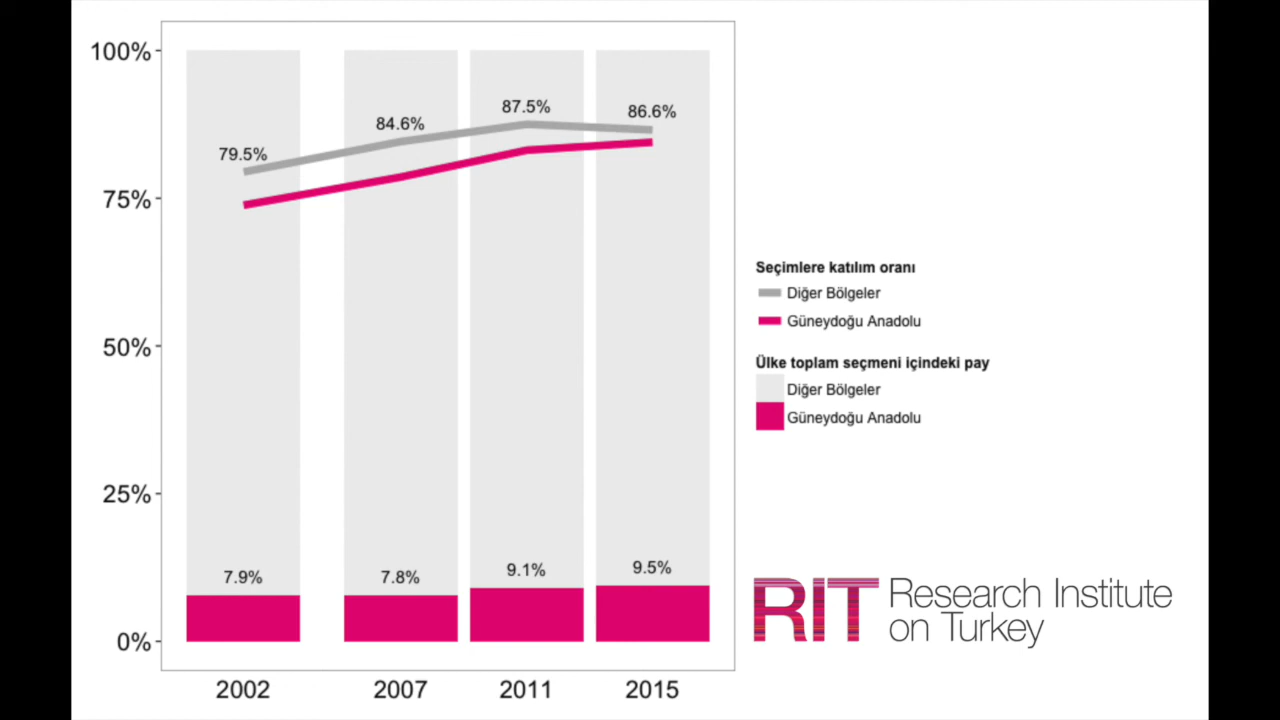 100%
75%
50%
25%
0%
79.5%
84.6%
87.5%
86.6%
7.9%
7.8%
9.1%
9.5%
2002
2007
2011
2015
Seçimlere katılım oranı
Diğer Bölgeler
Güneydoğu Anadolu
Ülke toplam seçmeni içindeki pay
Diğer Bölgeler
Güneydoğu Anadolu
RIT Research Institute
on Turkey